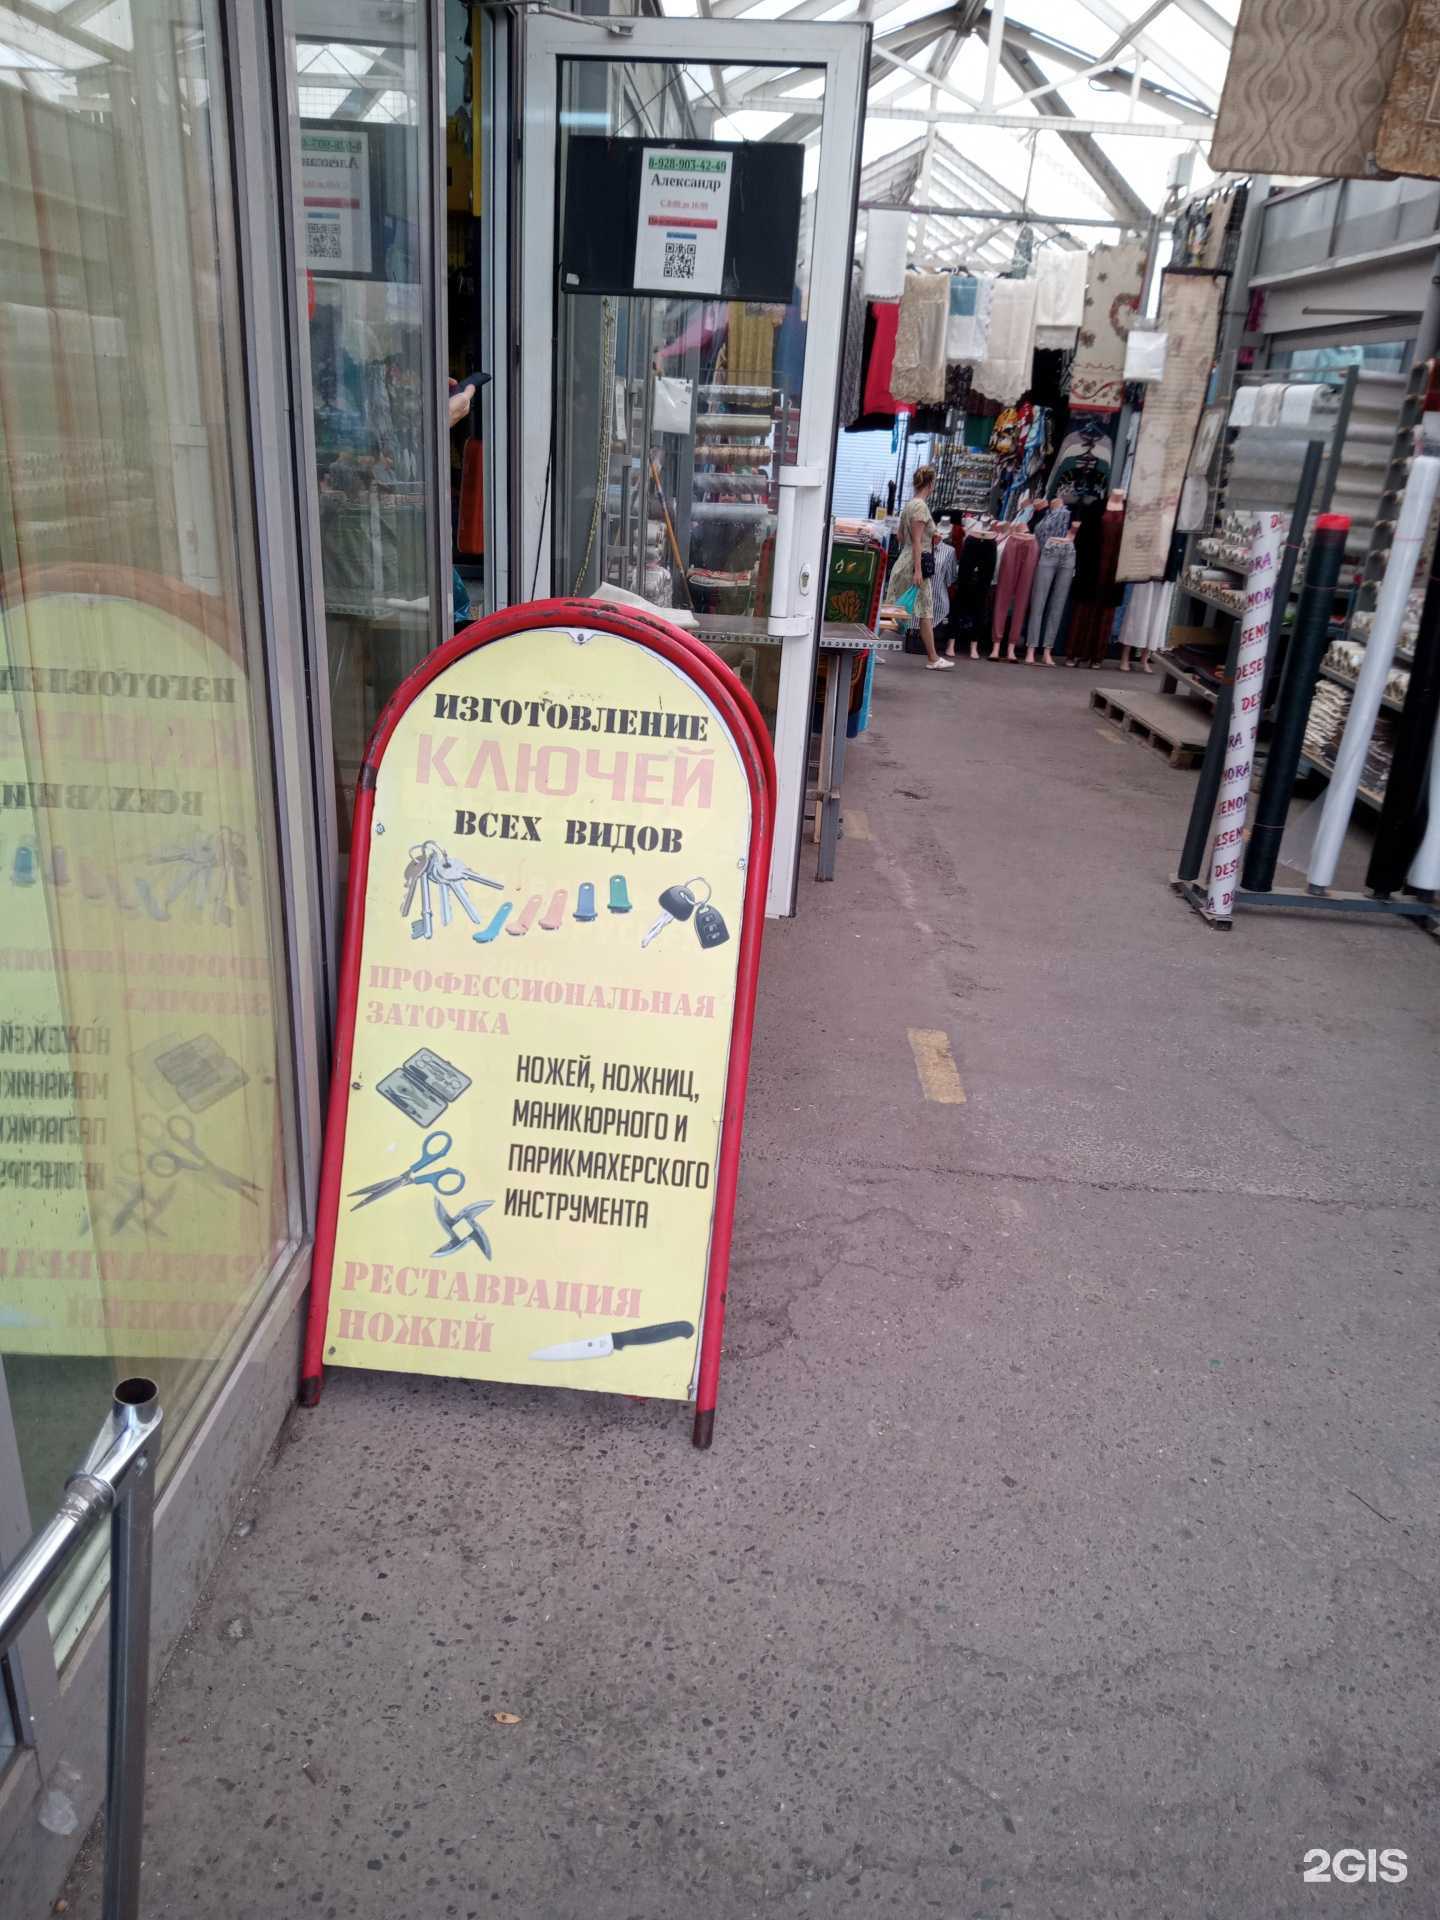 8-928-903-42-49
Александр
ИЗГОТОВЛЕНИЕ
КЛЮЧЕЙ
ВСЕХ ВИДОВ
ПРОФЕССИОНАЛЬНАЯ
ЗАТОЧКА
НОЖЕЙ, НОЖНИЦ,
МАНИКЮРНОГО И
ПАРИКМАХЕРСКОГО
ИНСТРУМЕНТА
РЕСТАВРАЦИЯ
НОЖЕЙ
DESENORA
2GIS